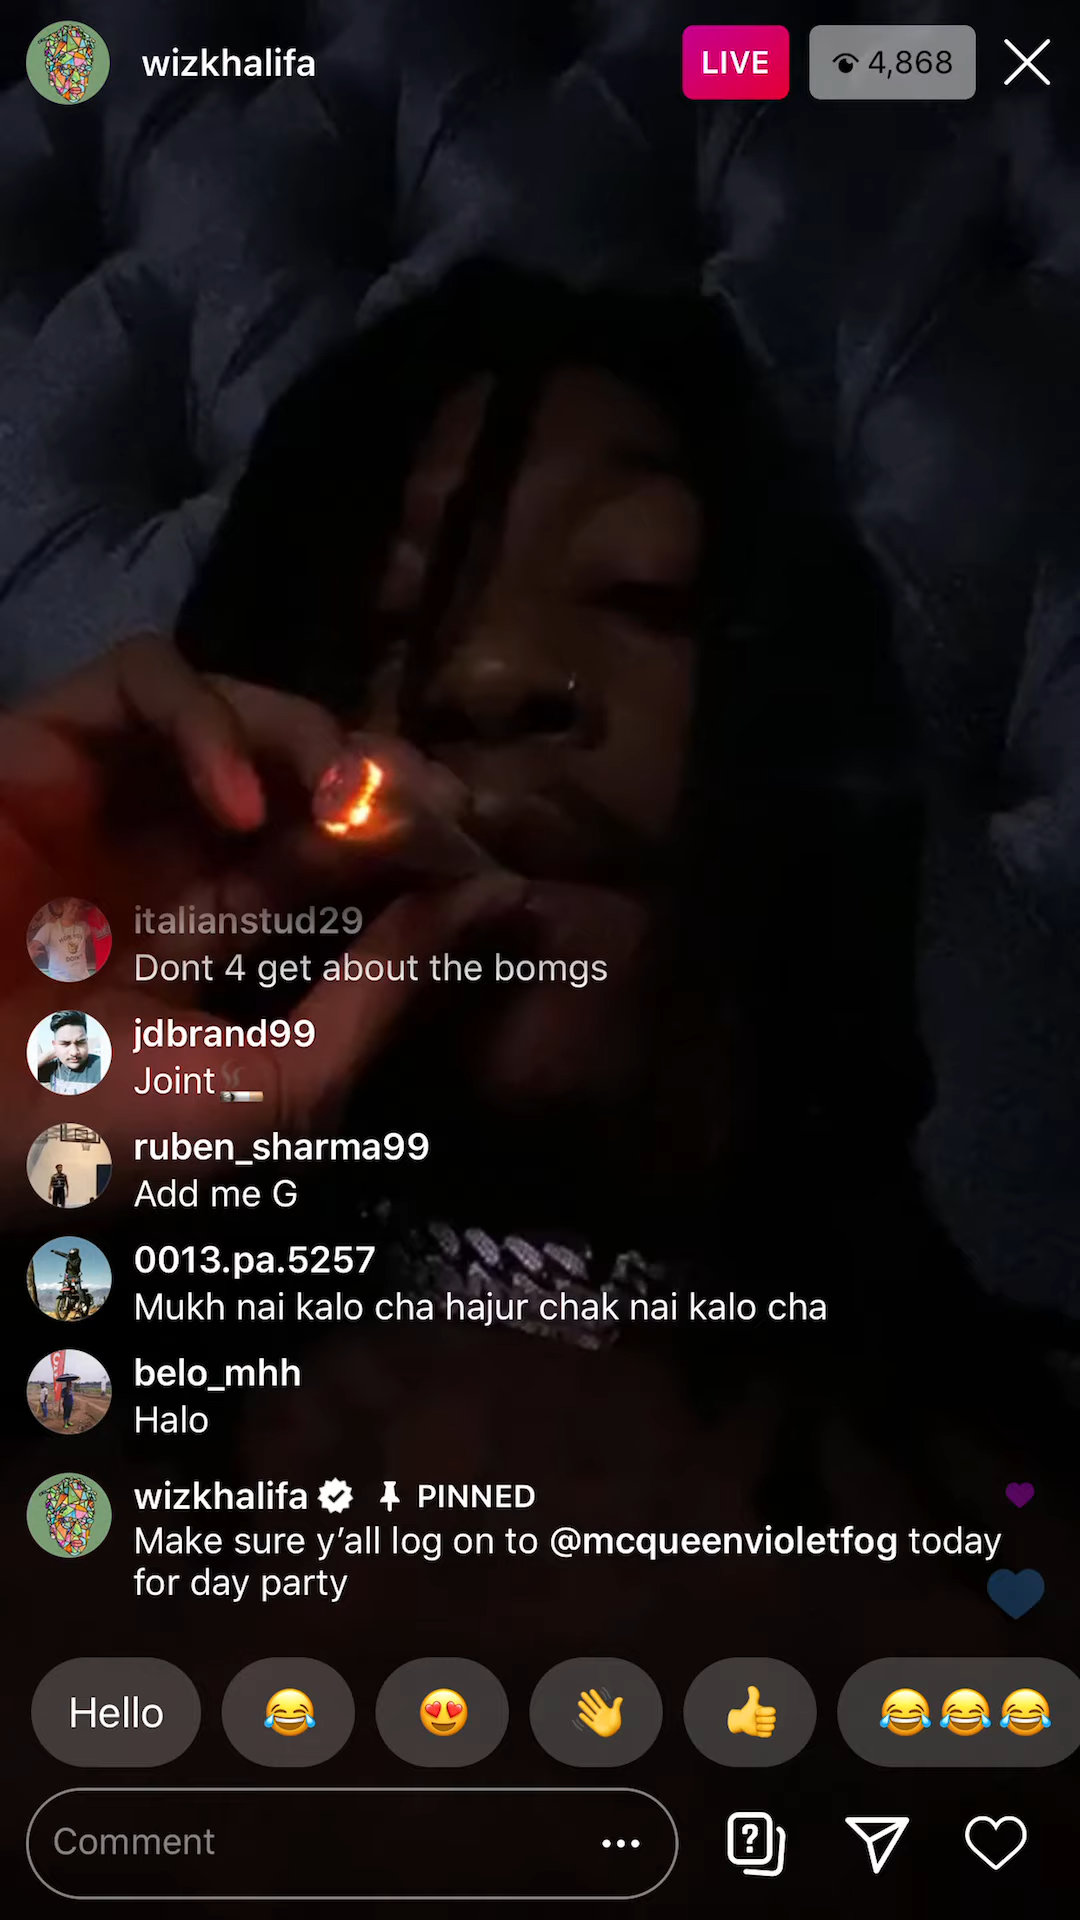 wizkhalifa
LIVE
4,868
italianstud29
Dont 4 get about the bomgs
jdbrand99
Joint🚬
ruben_sharma99
Add me G
0013.pa.5257
Mukh nai kalo cha hajur chak nai kalo cha
belo_mhh
Halo
wizkhalifa PINNED
Make sure y’all log on to @mcqueenvioletfog today
for day party
Hello 😂 😍 👋 👍 😂😂😂
Comment